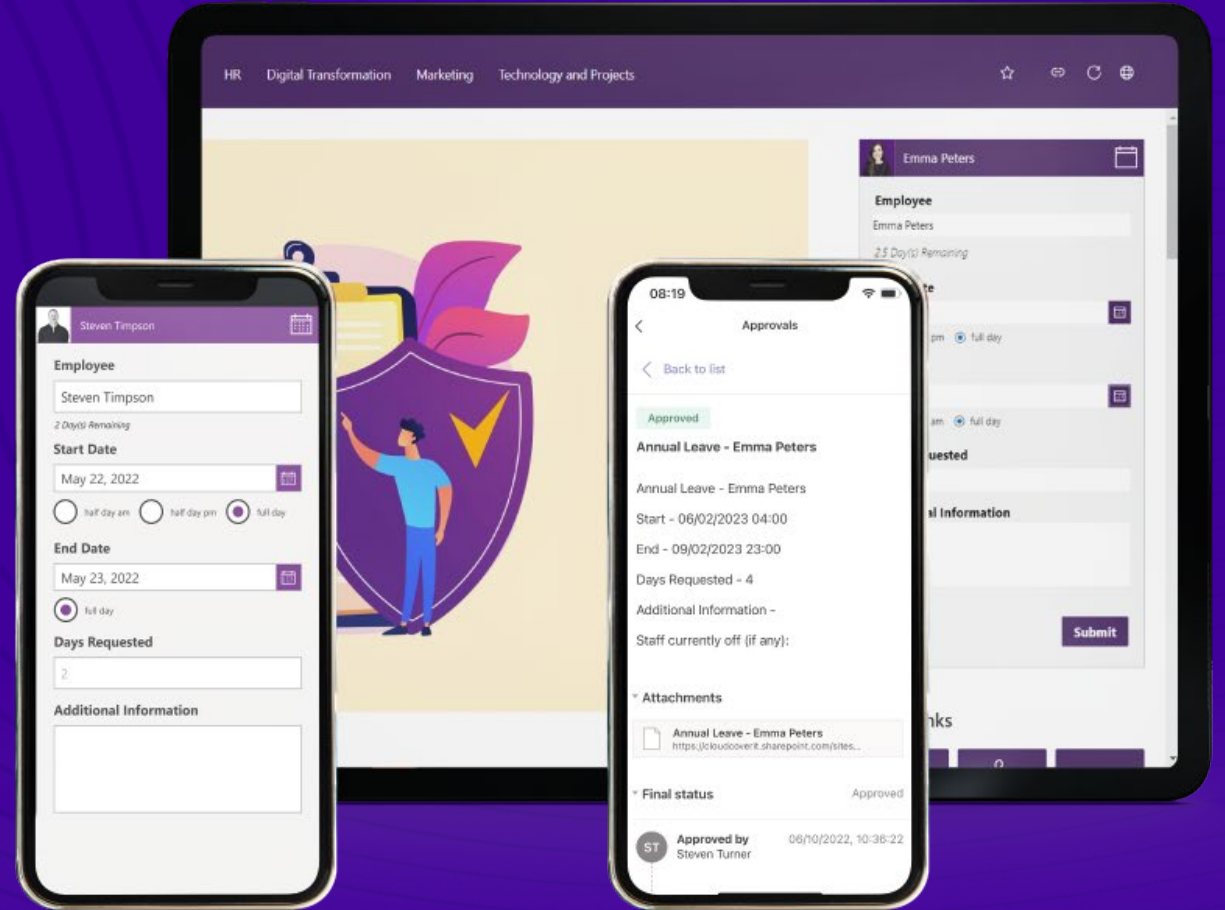 HR Digital Transformation Marketing Technology and Projects
Emma Peters
Employee
Emma Peters
2.5 Day(s) Remaining
te
pm full day
am full day
uested
al Information
Submit
nks
Steven Timpson
Employee
Steven Timpson
2 Day(s) Remaining
Start Date
May 22, 2022
half day am half day pm full day
End Date
May 23, 2022
full day
Days Requested
2
Additional Information
08:19
Approvals
Back to list
Approved
Annual Leave - Emma Peters
Annual Leave - Emma Peters
Start - 06/02/2023 04:00
End - 09/02/2023 23:00
Days Requested - 4
Additional Information -
Staff currently off (if any):
Attachments
Annual Leave - Emma Peters
https://cloudcoverit.sharepoint.com/sites...
Final status Approved
ST
Approved by 06/10/2022, 10:36:22
Steven Turner